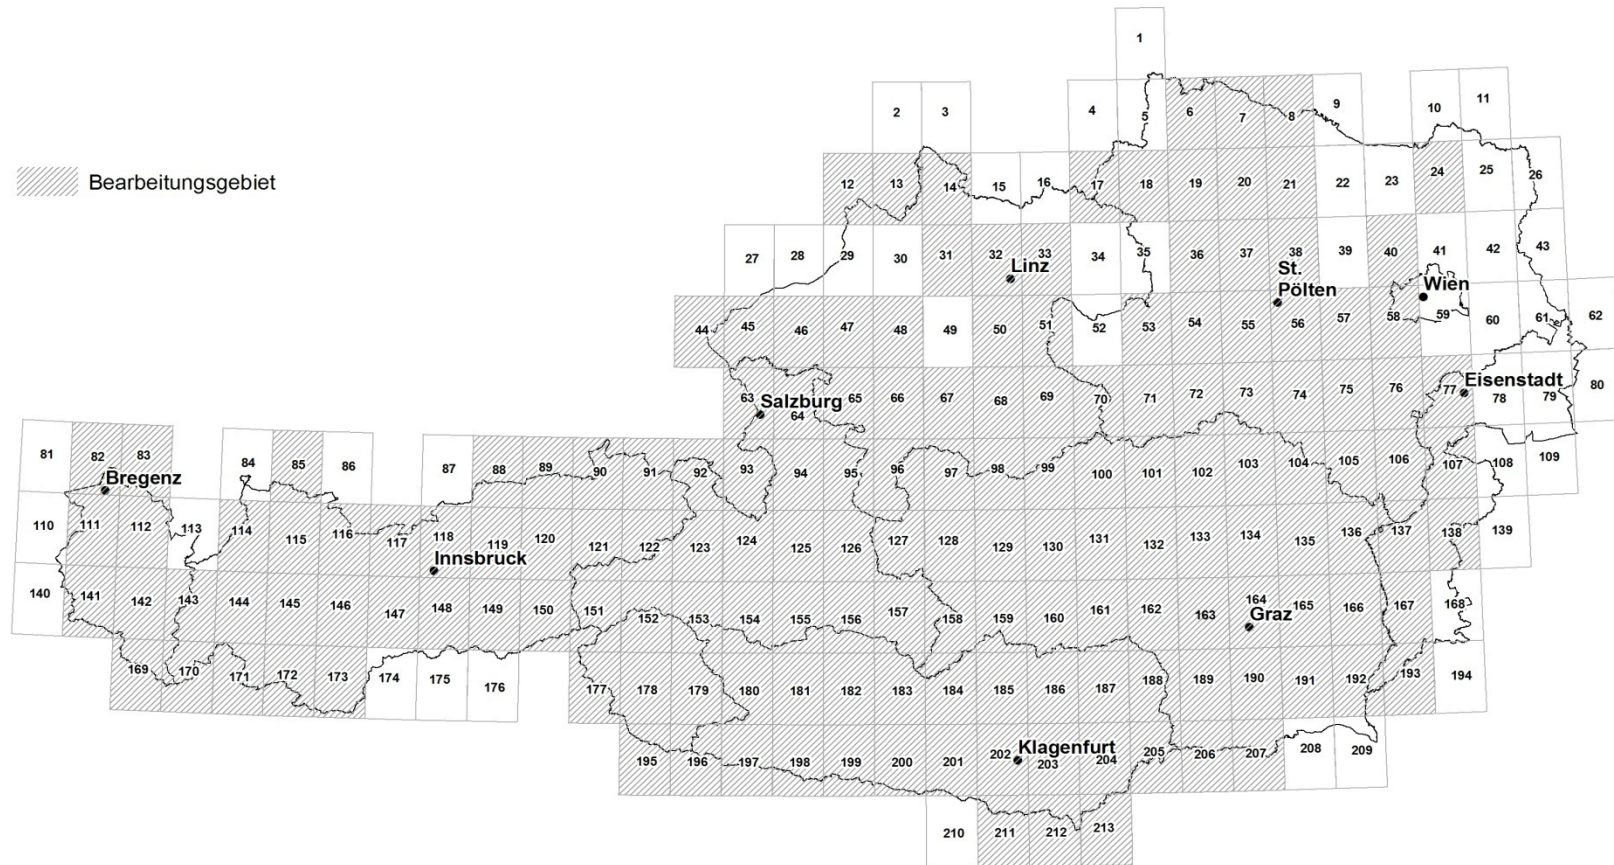 1
2 3 4 5 6 7 8 9 10 11
Bearbeitungsgebiet
12 13 14 15 16 17 18 19 20 21 22 23 24 25 26
27 28 29 30 31 32 33 34 35 36 37 38 39 40 41 42 43
Linz
St.
Pölten
Wien
44 45 46 47 48 49 50 51 52 53 54 55 56 57 58 59 60 61 62
63 64 65 66 67 68 69 70 71 72 73 74 75 76 77 78 79 80
Salzburg
Eisenstadt
81 82 83 84 85 86 87 88 89 90 91 92 93 94 95 96 97 98 99 100 101 102 103 104 105 106 107 108 109
Bregenz
110 111 112 113 114 115 116 117 118 119 120 121 122 123 124 125 126 127 128 129 130 131 132 133 134 135 136 137 138 139
Innsbruck
140 141 142 143 144 145 146 147 148 149 150 151 152 153 154 155 156 157 158 159 160 161 162 163 164 165 166 167 168
Graz
169 170 171 172 173 174 175 176 177 178 179 180 181 182 183 184 185 186 187 188 189 190 191 192 193 194
195 196 197 198 199 200 201 202 203 204 205 206 207 208 209
Klagenfurt
210 211 212 213